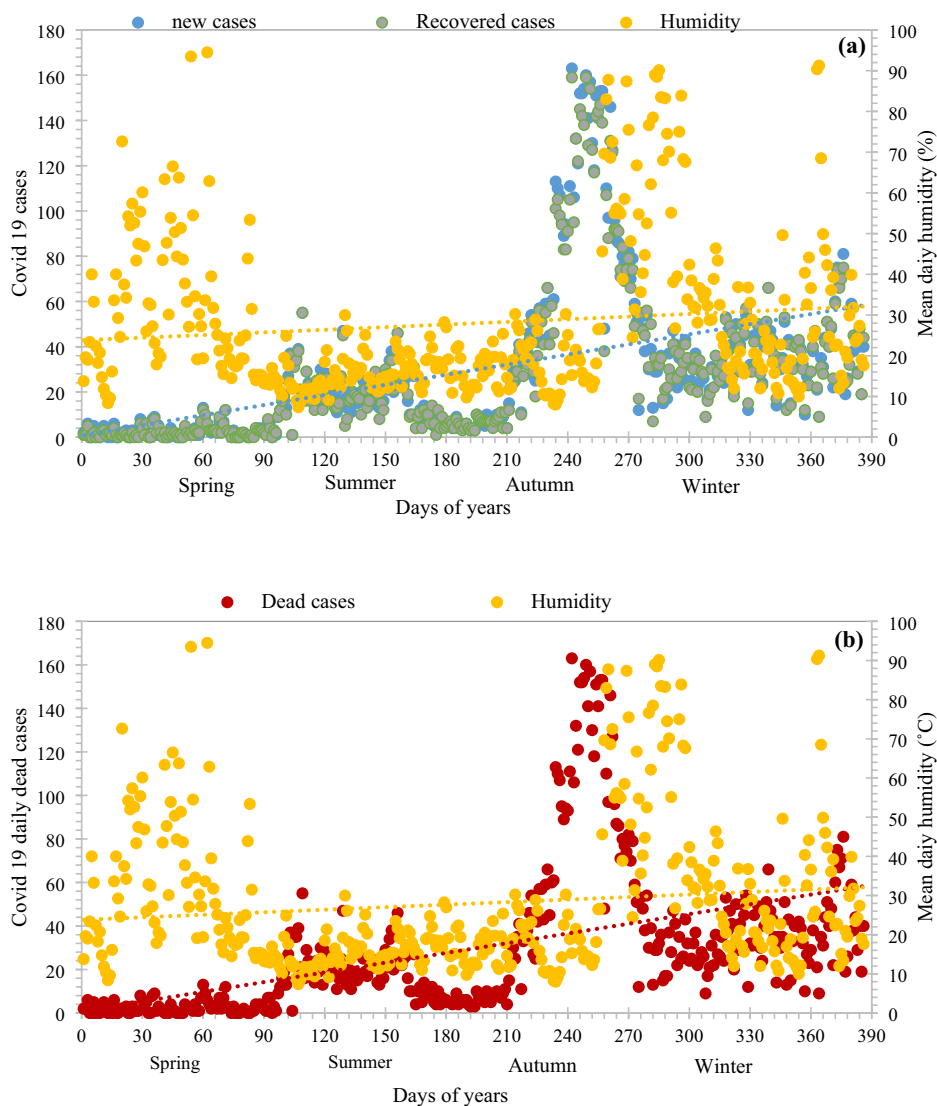 new cases Recovered cases Humidity
(a)
180 100
160 90
140 80
120 70
100 60
80 50
60 40
40 30
20 20
0 10
0
Covid 19 cases
Mean daiy humidity (%)
0 30 60 90 120 150 180 210 240 270 300 330 360 390
Spring Summer Autumn Winter
Days of years
Dead cases Humidity
(b)
180 100
160 90
140 80
120 70
100 60
80 50
60 40
40 30
20 20
0 10
0
Covid 19 daily dead cases
Mean daiy humidity (˚C)
0 30 60 90 120 150 180 210 240 270 300 330 360 390
Spring Summer Autumn Winter
Days of years